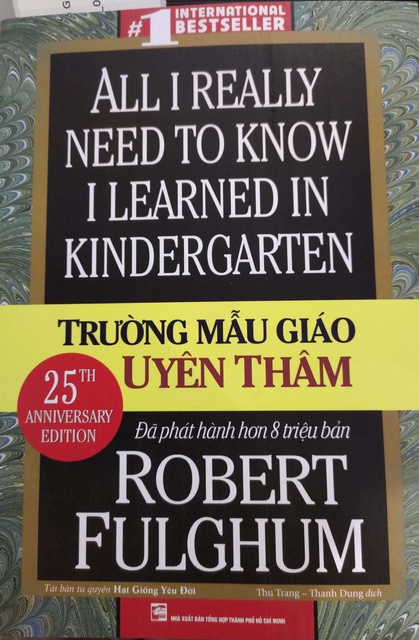 #1 INTERNATIONAL
BESTSELLER
ALL I REALLY
NEED TO KNOW
I LEARNED IN
KINDERGARTEN
TRƯỜNG MẪU GIÁO
UYÊN THÂM
25TH
ANNIVERSARY
EDITION
Đã phát hành hơn 8 triệu bản
ROBERT
FULGHUM
Tái bản từ quyển Hạt Giống Yêu Đời
Thu Trang – Thanh Dung dịch
NHÀ XUẤT BẢN TỔNG HỢP THÀNH PHỐ HỒ CHÍ MINH